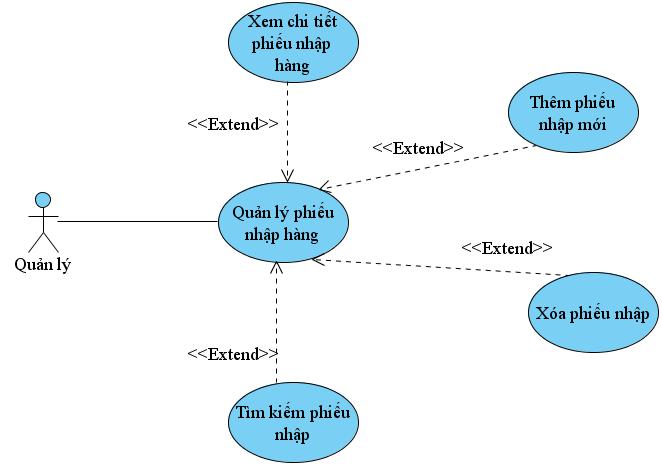 Xem chi tiết
phiếu nhập
hàng
<<Extend>>
Thêm phiếu
nhập mới
<<Extend>>
Quản lý phiếu
nhập hàng
Quản lý
<<Extend>>
Xóa phiếu nhập
<<Extend>>
Tìm kiếm phiếu
nhập